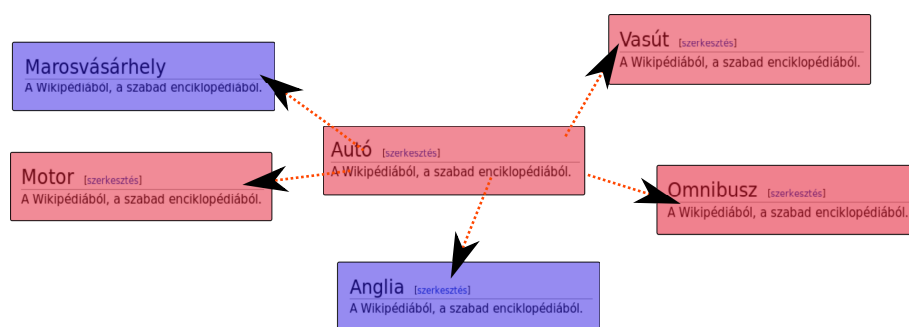 Vasút [szerkesztés]
A Wikipédiából, a szabad enciklopédiából.
Marosvásárhely
A Wikipédiából, a szabad enciklopédiából.
Autó [szerkesztés]
A Wikipédiából, a szabad enciklopédiából.
Motor [szerkesztés]
A Wikipédiából, a szabad enciklopédiából.
Omnibusz [szerkesztés]
A Wikipédiából, a szabad enciklopédiából.
Anglia [szerkesztés]
A Wikipédiából, a szabad enciklopédiából.